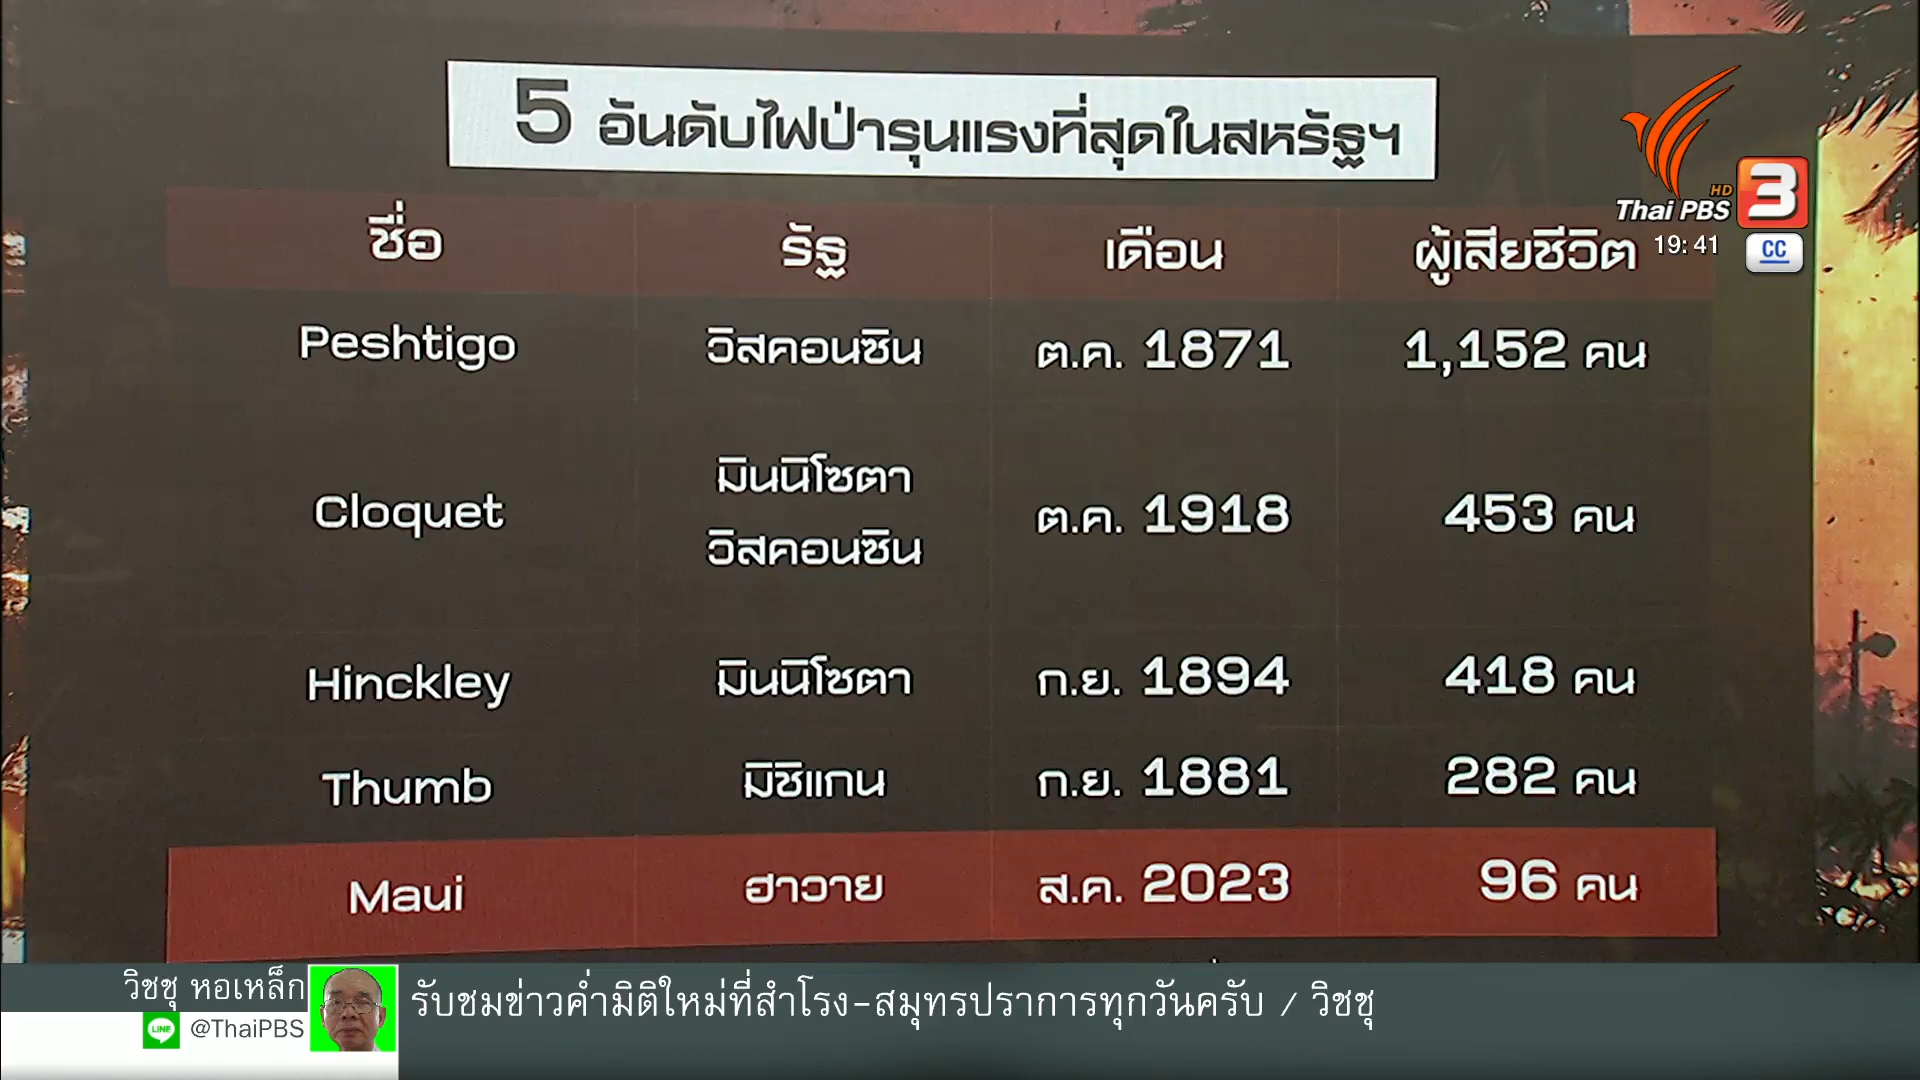 5 อันดับไฟป่ารุนแรงที่สุดในสหรัฐฯ
Thai PBS HD 3
19:41
CC
ชื่อ รัฐ เดือน ผู้เสียชีวิต
Peshtigo วิสคอนซิน ต.ค. 1871 1,152 คน
Cloquet มินนิโซตา วิสคอนซิน ต.ค. 1918 453 คน
Hinckley มินนิโซตา ก.ย. 1894 418 คน
Thumb มิชิแกน ก.ย. 1881 282 คน
Maui ฮาวาย ส.ค. 2023 96 คน
วิชชุ หอเหล็ก
LINE @ThaiPBS
รับชมข่าวค่ำมิติใหม่ที่สำโรง-สมุทรปราการทุกวันครับ / วิชชุ